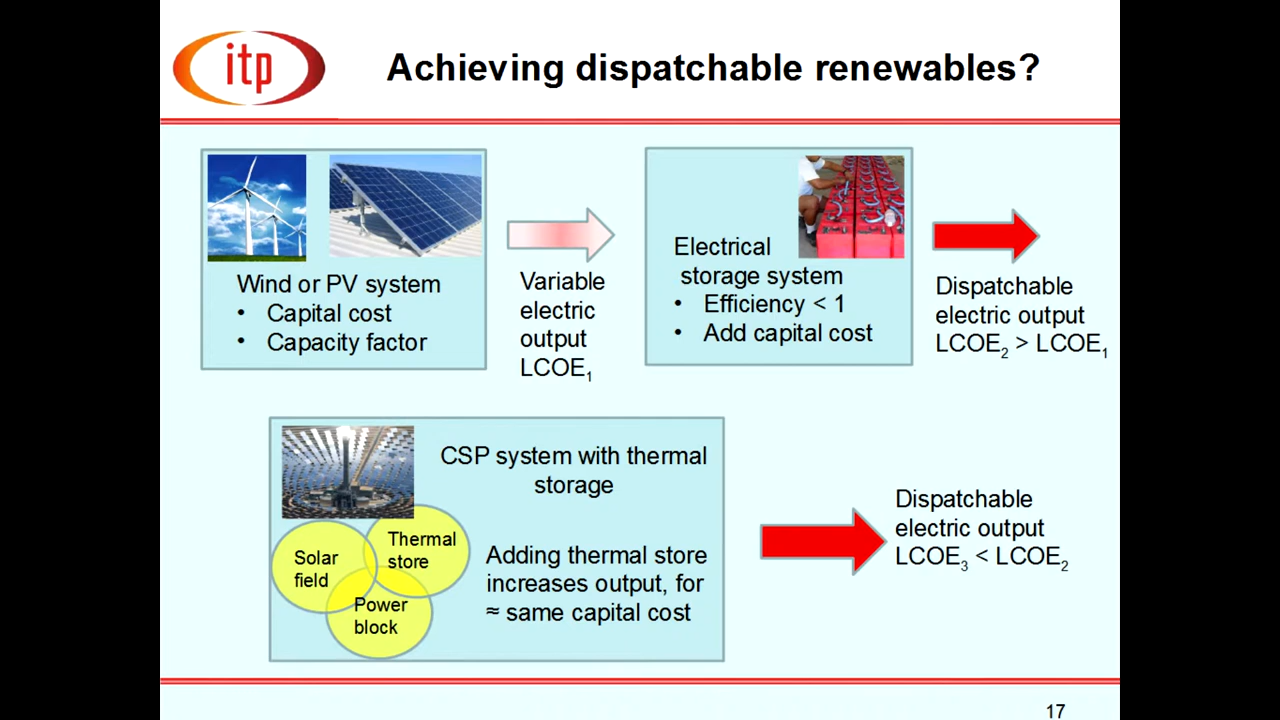 itp
Achieving dispatchable renewables?
Wind or PV system
• Capital cost
• Capacity factor
Variable
electric
output
LCOE₁
Electrical
storage system
• Efficiency < 1
• Add capital cost
Dispatchable
electric output
LCOE₂ > LCOE₁
CSP system with thermal
storage
Solar
field
Thermal
store
Power
block
Adding thermal store
increases output, for
≈ same capital cost
Dispatchable
electric output
LCOE₃ < LCOE₂
17